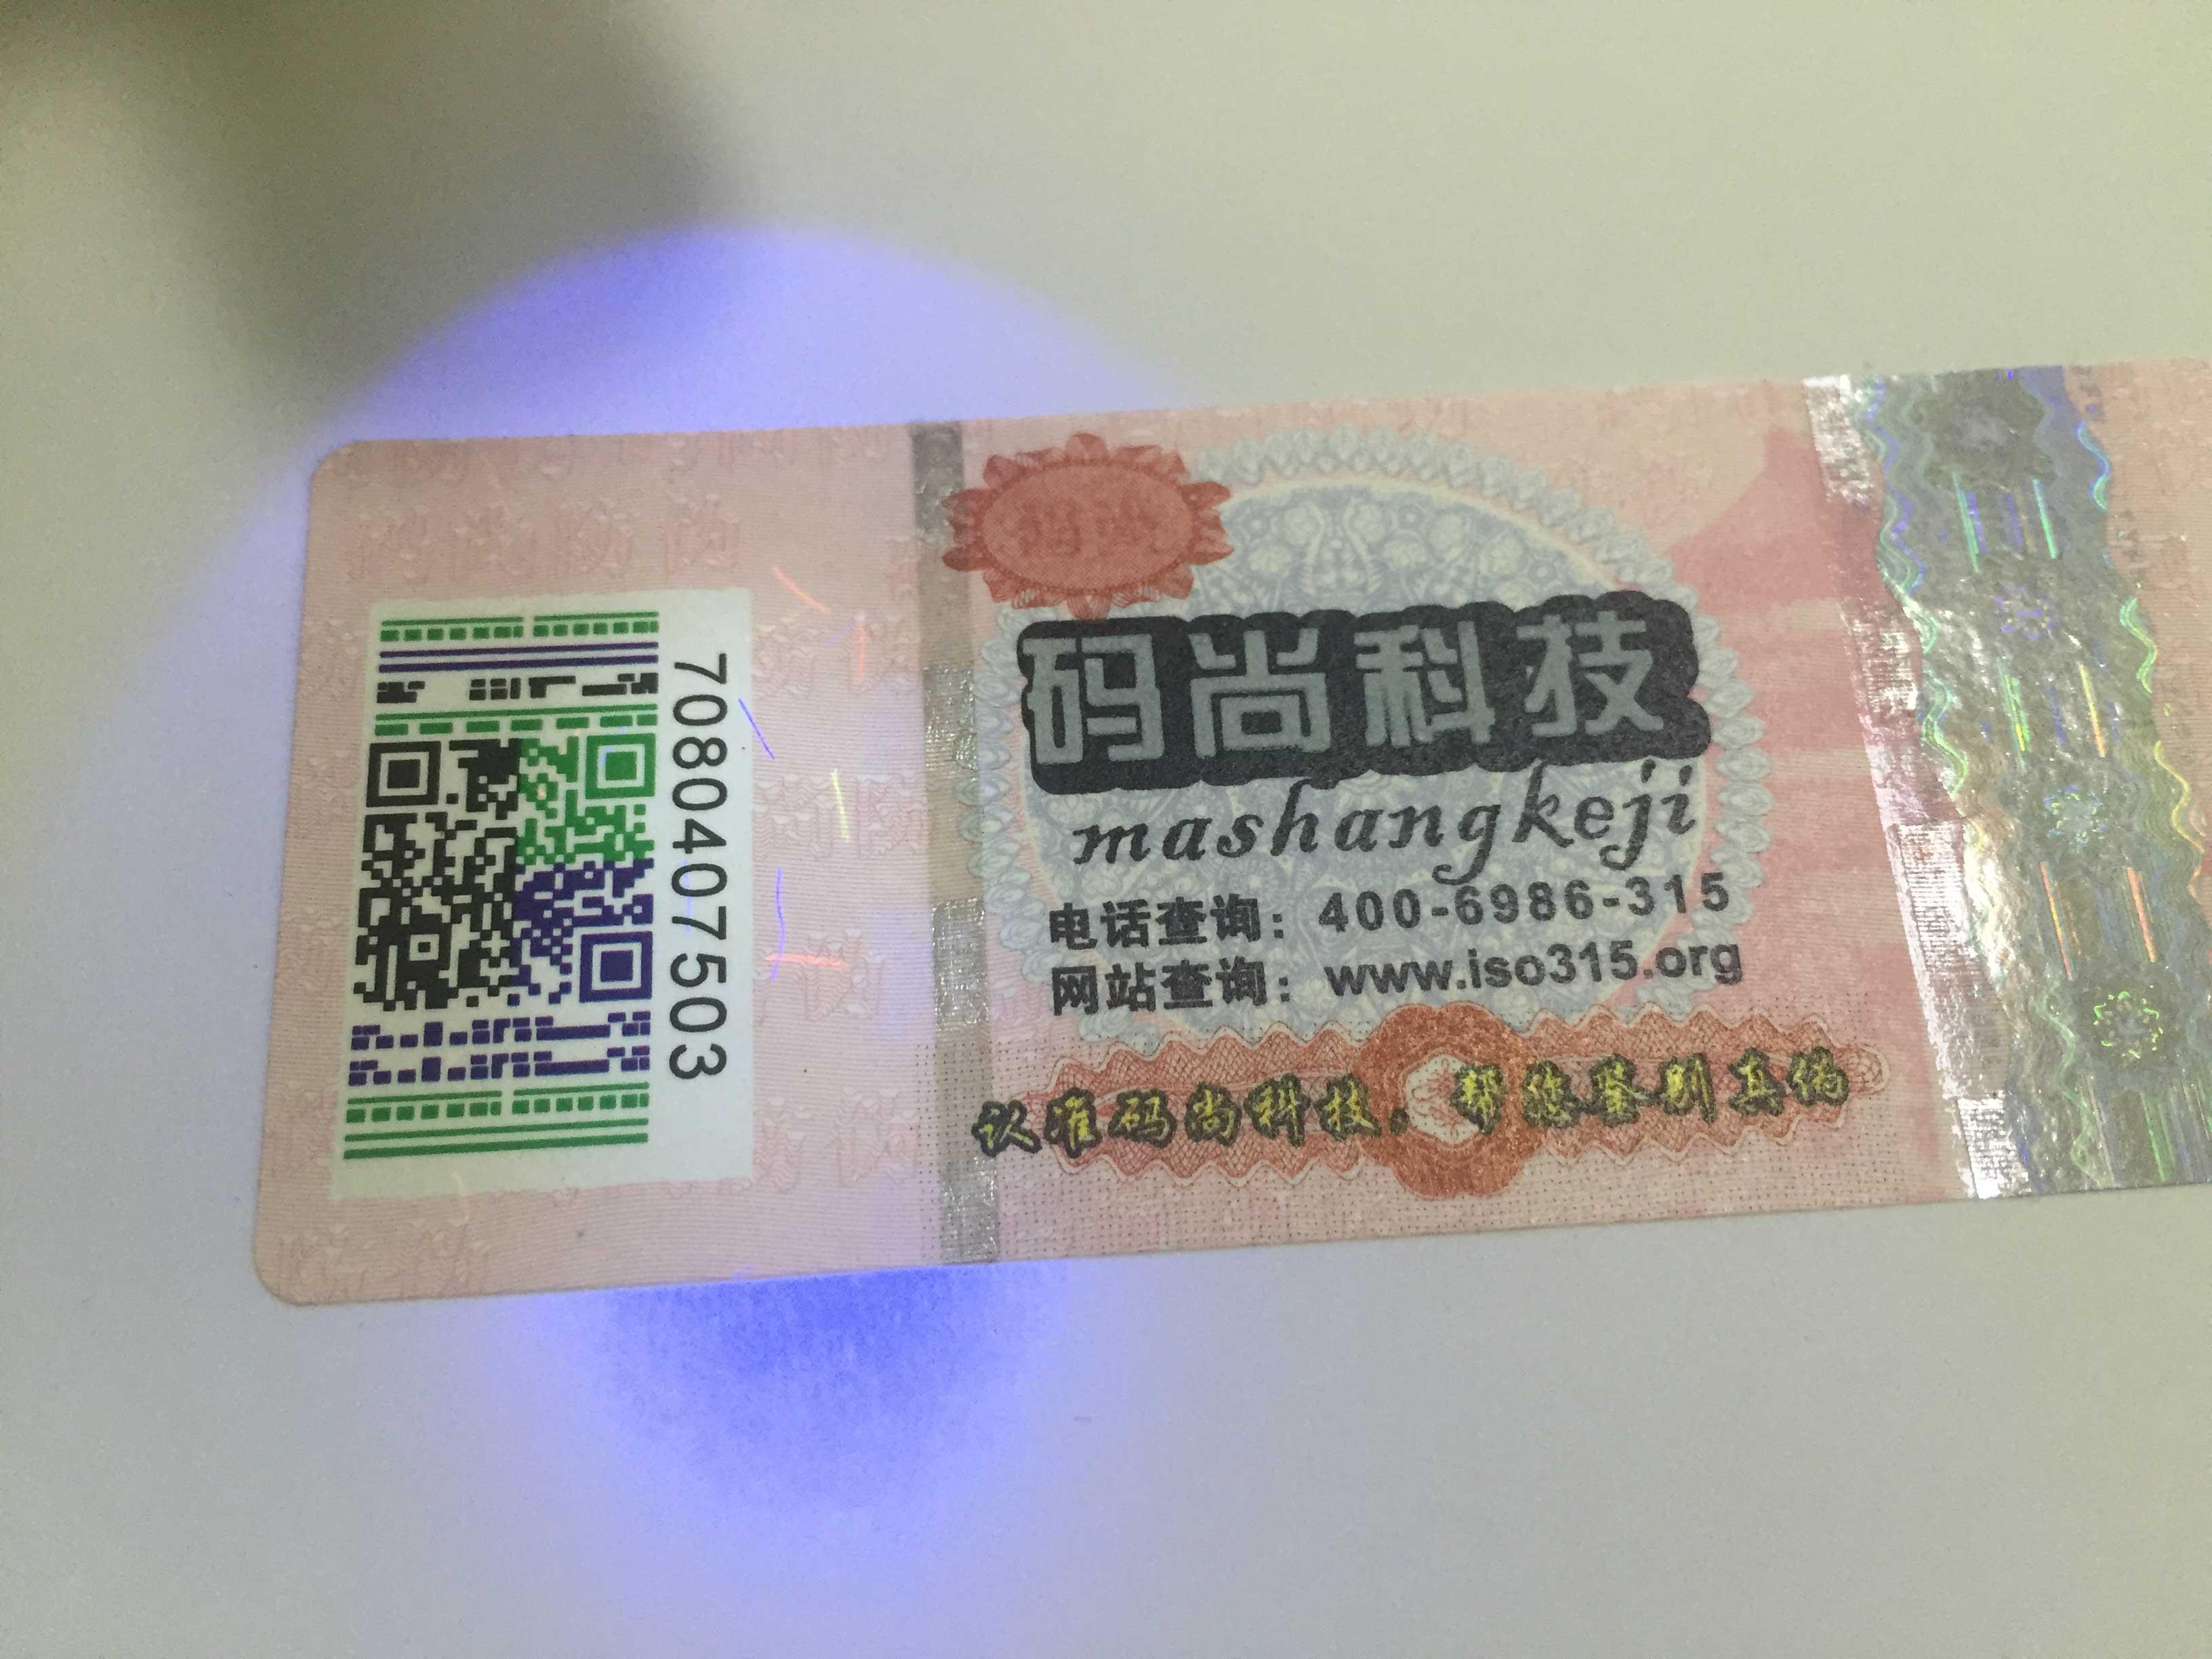 7080407503
码尚科技
mashangkeji
电话查询：400-6986-315
网站查询：www.iso315.org
认准码尚科技，帮您鉴别真伪